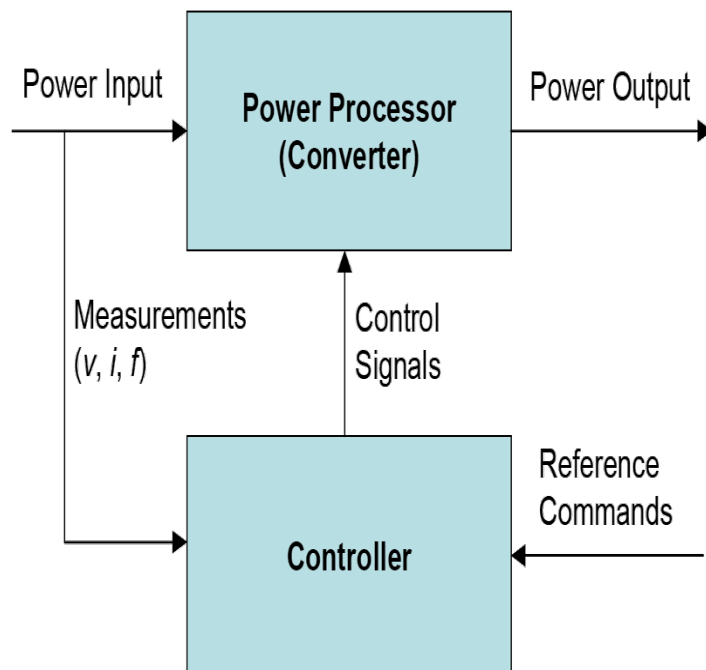 Power Input
Power Processor
(Converter)
Power Output
Measurements
(v, i, f)
Control
Signals
Reference
Commands
Controller